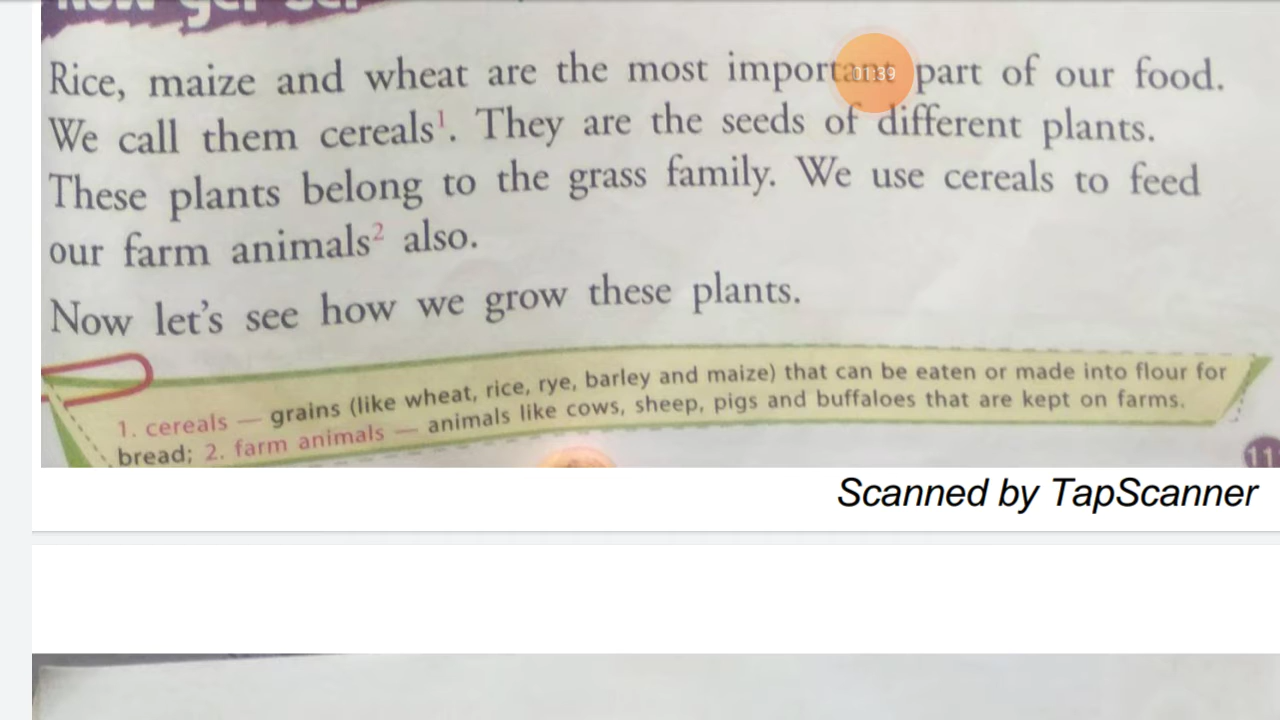 Rice, maize and wheat are the most important part of our food.
We call them cereals¹. They are the seeds of different plants.
These plants belong to the grass family. We use cereals to feed
our farm animals² also.
Now let's see how we grow these plants.
1. cereals — grains (like wheat, rice, rye, barley and maize) that can be eaten or made into flour for
bread; 2. farm animals — animals like cows, sheep, pigs and buffaloes that are kept on farms.
01:39
11
Scanned by TapScanner